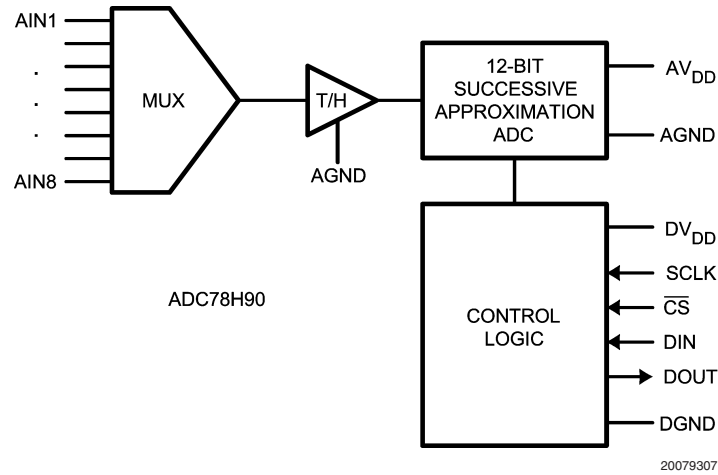 AIN1
.
.
.
AIN8
MUX
T/H
AGND
12-BIT
SUCCESSIVE
APPROXIMATION
ADC
AVDD
AGND
ADC78H90
CONTROL
LOGIC
DVDD
SCLK
CS
DIN
DOUT
DGND
20079307